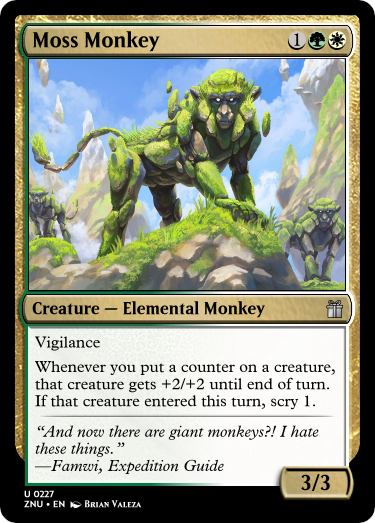 Moss Monkey 1
Creature — Elemental Monkey
Vigilance
Whenever you put a counter on a creature,
that creature gets +2/+2 until end of turn.
If that creature entered this turn, scry 1.
“And now there are giant monkeys?! I hate
these things.”
—Famwi, Expedition Guide
3/3
U 0227
ZNU • EN Brian Valeza